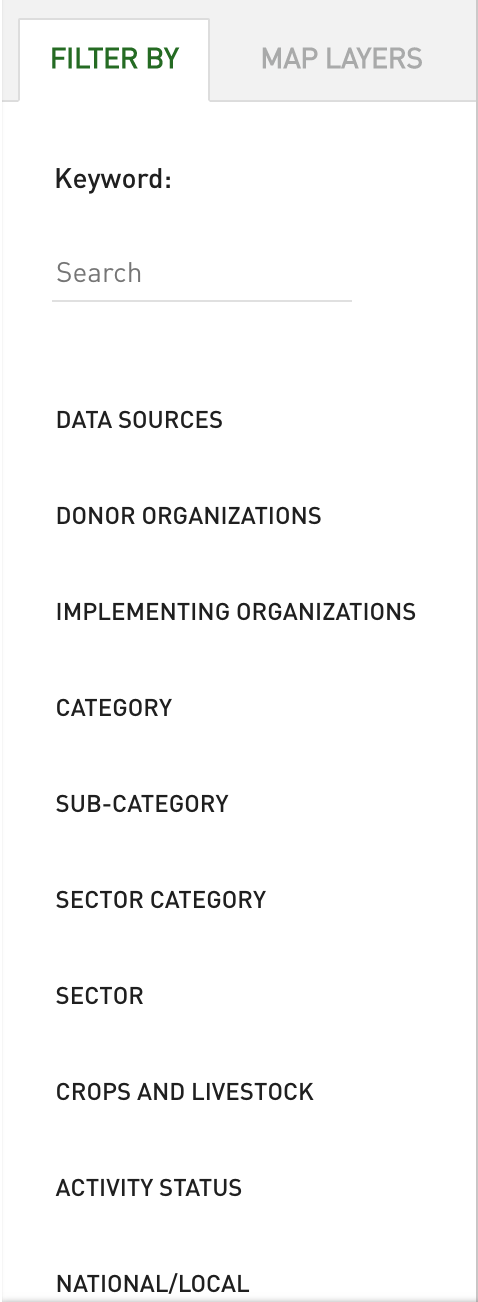 FILTER BY MAP LAYERS
Keyword:
Search
DATA SOURCES
DONOR ORGANIZATIONS
IMPLEMENTING ORGANIZATIONS
CATEGORY
SUB-CATEGORY
SECTOR CATEGORY
SECTOR
CROPS AND LIVESTOCK
ACTIVITY STATUS
NATIONAL/LOCAL